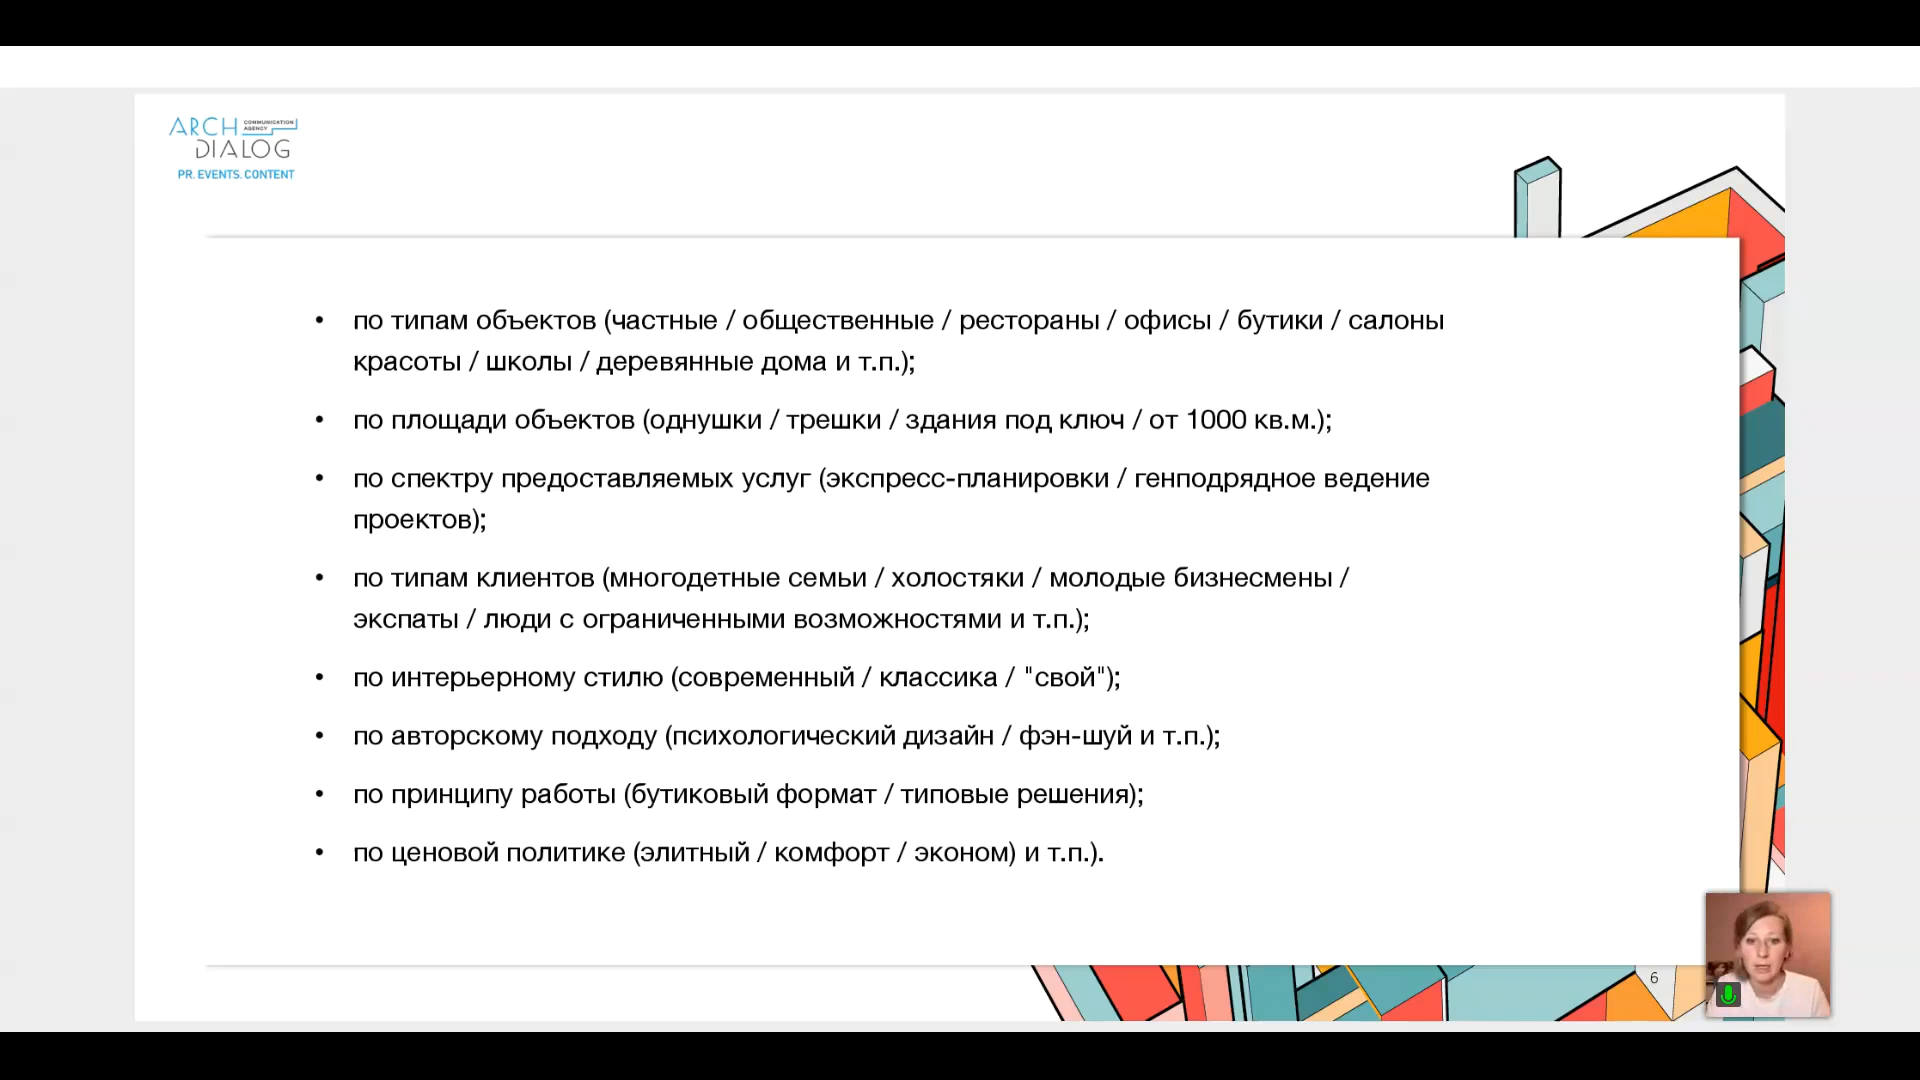 ARCH COMMUNICATION AGENCY
DIALOG
PR. EVENTS. CONTENT
• по типам объектов (частные / общественные / рестораны / офисы / бутики / салоны
красоты / школы / деревянные дома и т.п.);
• по площади объектов (однушки / трешки / здания под ключ / от 1000 кв.м.);
• по спектру предоставляемых услуг (экспресс-планировки / генподрядное ведение
проектов);
• по типам клиентов (многодетные семьи / холостяки / молодые бизнесмены /
экспаты / люди с ограниченными возможностями и т.п.);
• по интерьерному стилю (современный / классика / "свой");
• по авторскому подходу (психологический дизайн / фэн-шуй и т.п.);
• по принципу работы (бутиковый формат / типовые решения);
• по ценовой политике (элитный / комфорт / эконом) и т.п.).
6